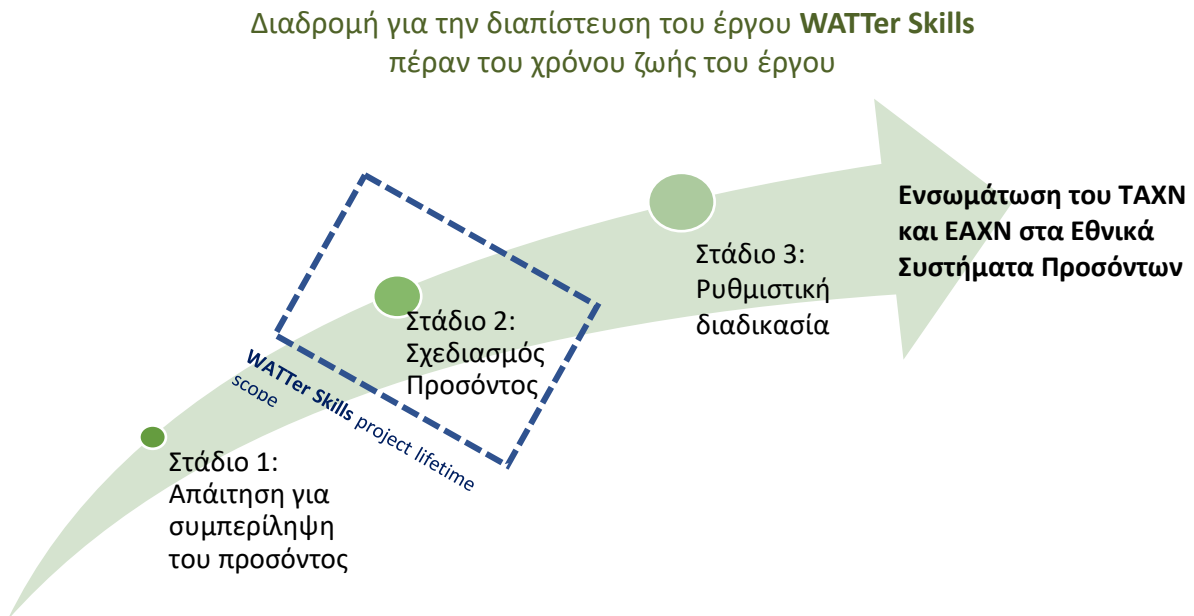 Διαδρομή για την διαπίστευση του έργου WATTer Skills
πέραν του χρόνου ζωής του έργου
Στάδιο 1:
Απάιτηση για
συμπερίληψη
του προσόντος
WATTer Skills project lifetime
scope
Στάδιο 2:
Σχεδιασμός
Προσόντος
Στάδιο 3:
Ρυθμιστική
διαδικασία
Ενσωμάτωση του ΤΑΧΝ
και ΕΑΧΝ στα Εθνικά
Συστήματα Προσόντων